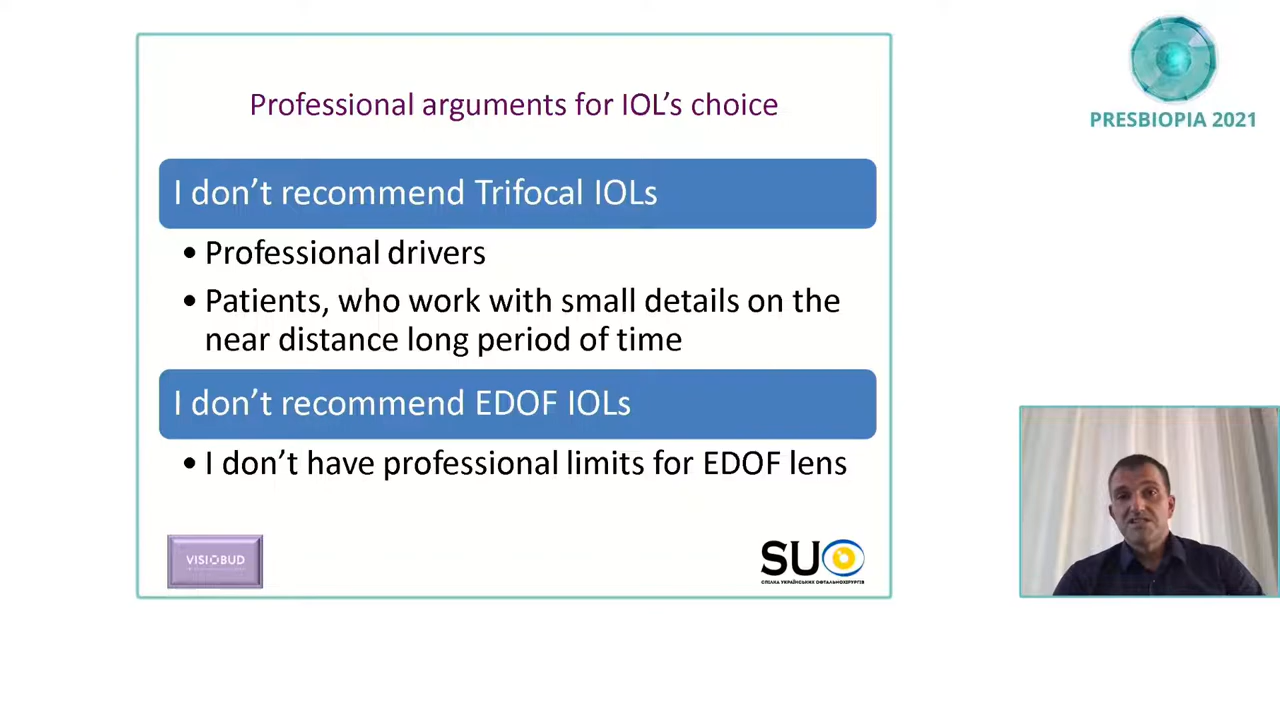 PRESBIOPIA 2021
Professional arguments for IOL's choice
I don't recommend Trifocal IOLs
• Professional drivers
• Patients, who work with small details on the
near distance long period of time
I don't recommend EDOF IOLs
• I don't have professional limits for EDOF lens
VISIOBUD
SUO
СПІЛКА УКРАЇНСЬКИХ ОФТАЛЬМОХІРУРГІВ